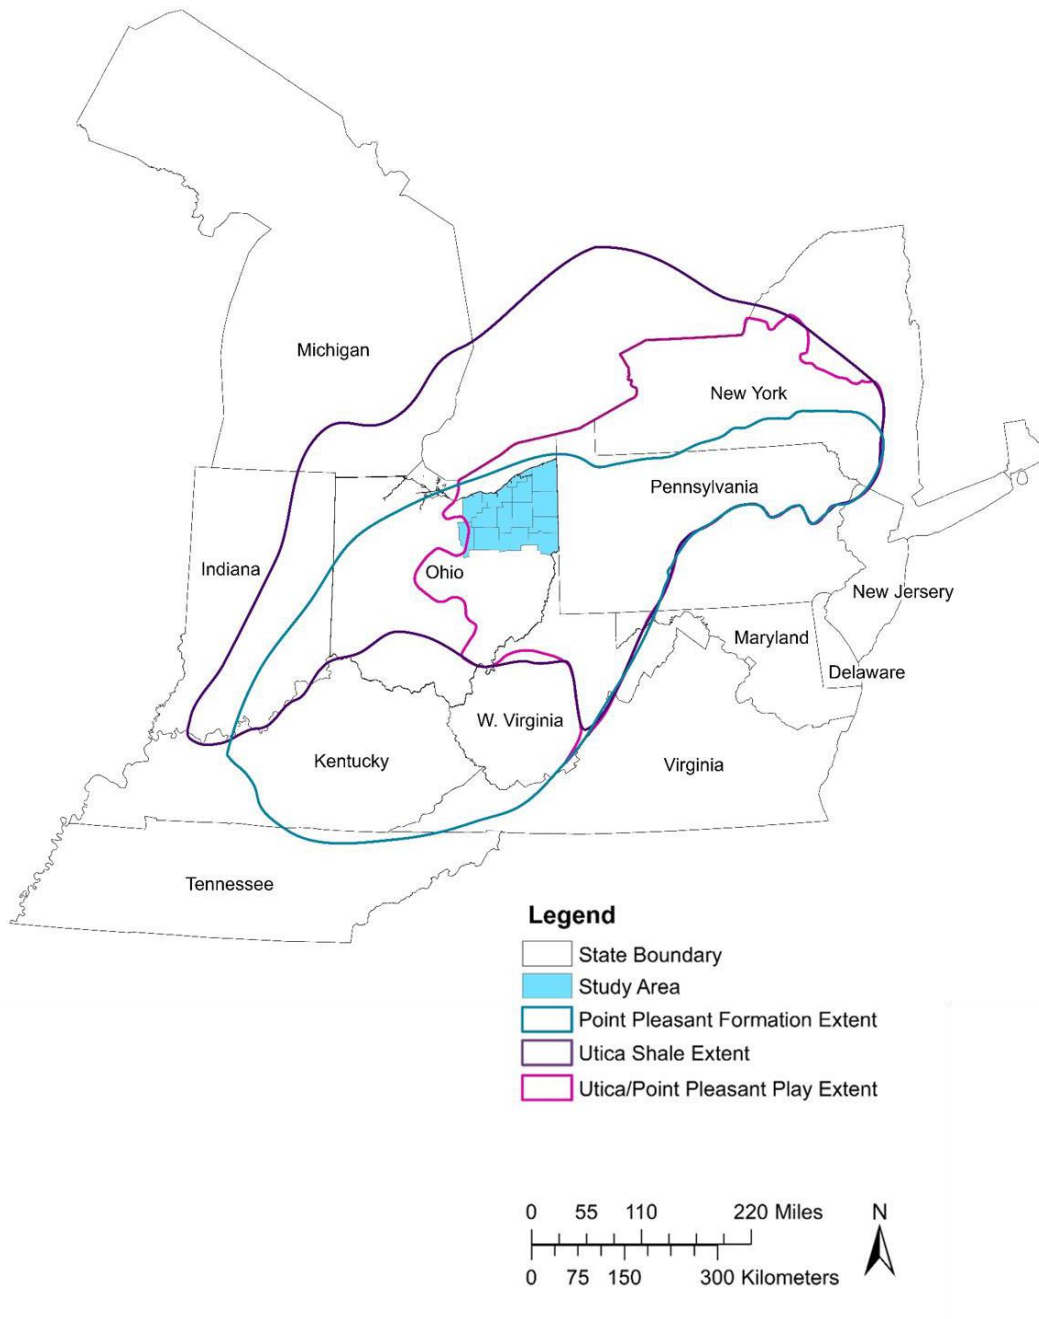 Michigan
New York
Pennsylvania
Indiana
Ohio
New Jersery
Maryland
Delaware
W. Virginia
Kentucky
Virginia
Tennessee
Legend
State Boundary
Study Area
Point Pleasant Formation Extent
Utica Shale Extent
Utica/Point Pleasant Play Extent
0 55 110 220 Miles
0 75 150 300 Kilometers
N